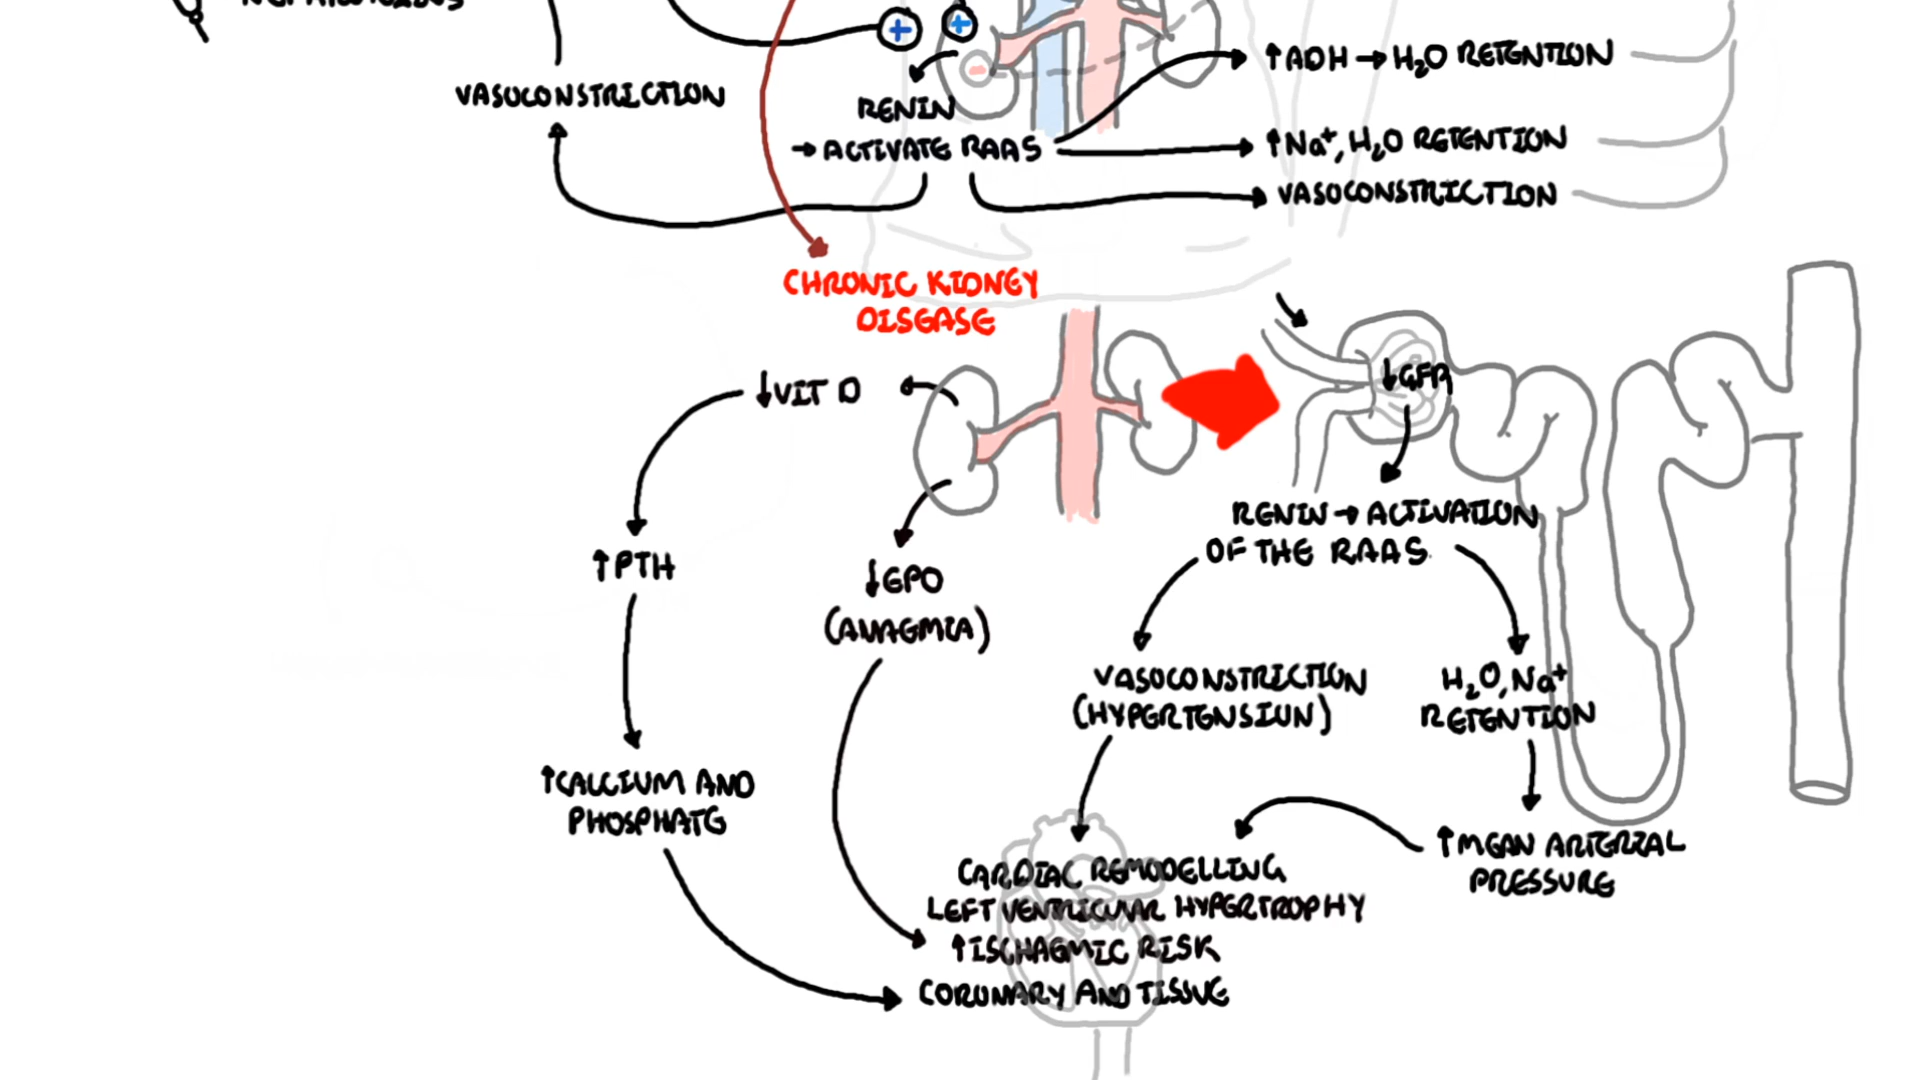 ↑ADH → H₂O RETENTION
VASOCONSTRICTION
RENIN
→ ACTIVATE RAAS
↑Na⁺, H₂O RETENTION
VASOCONSTRICTION
CHRONIC KIDNEY
DISEASE
↓VIT D
↓GFR
RENIN → ACTIVATION
OF THE RAAS
↑PTH
↓EPO
(ANAEMIA)
VASOCONSTRICTION
(HYPERTENSION)
H₂O, Na⁺
RETENTION
↑CALCIUM AND
PHOSPHATE
↑MEAN ARTERIAL
PRESSURE
CARDIAC REMODELLING
LEFT VENTRICULAR HYPERTROPHY
↑ISCHAEMIC RISK
CORONARY AND TISSUE